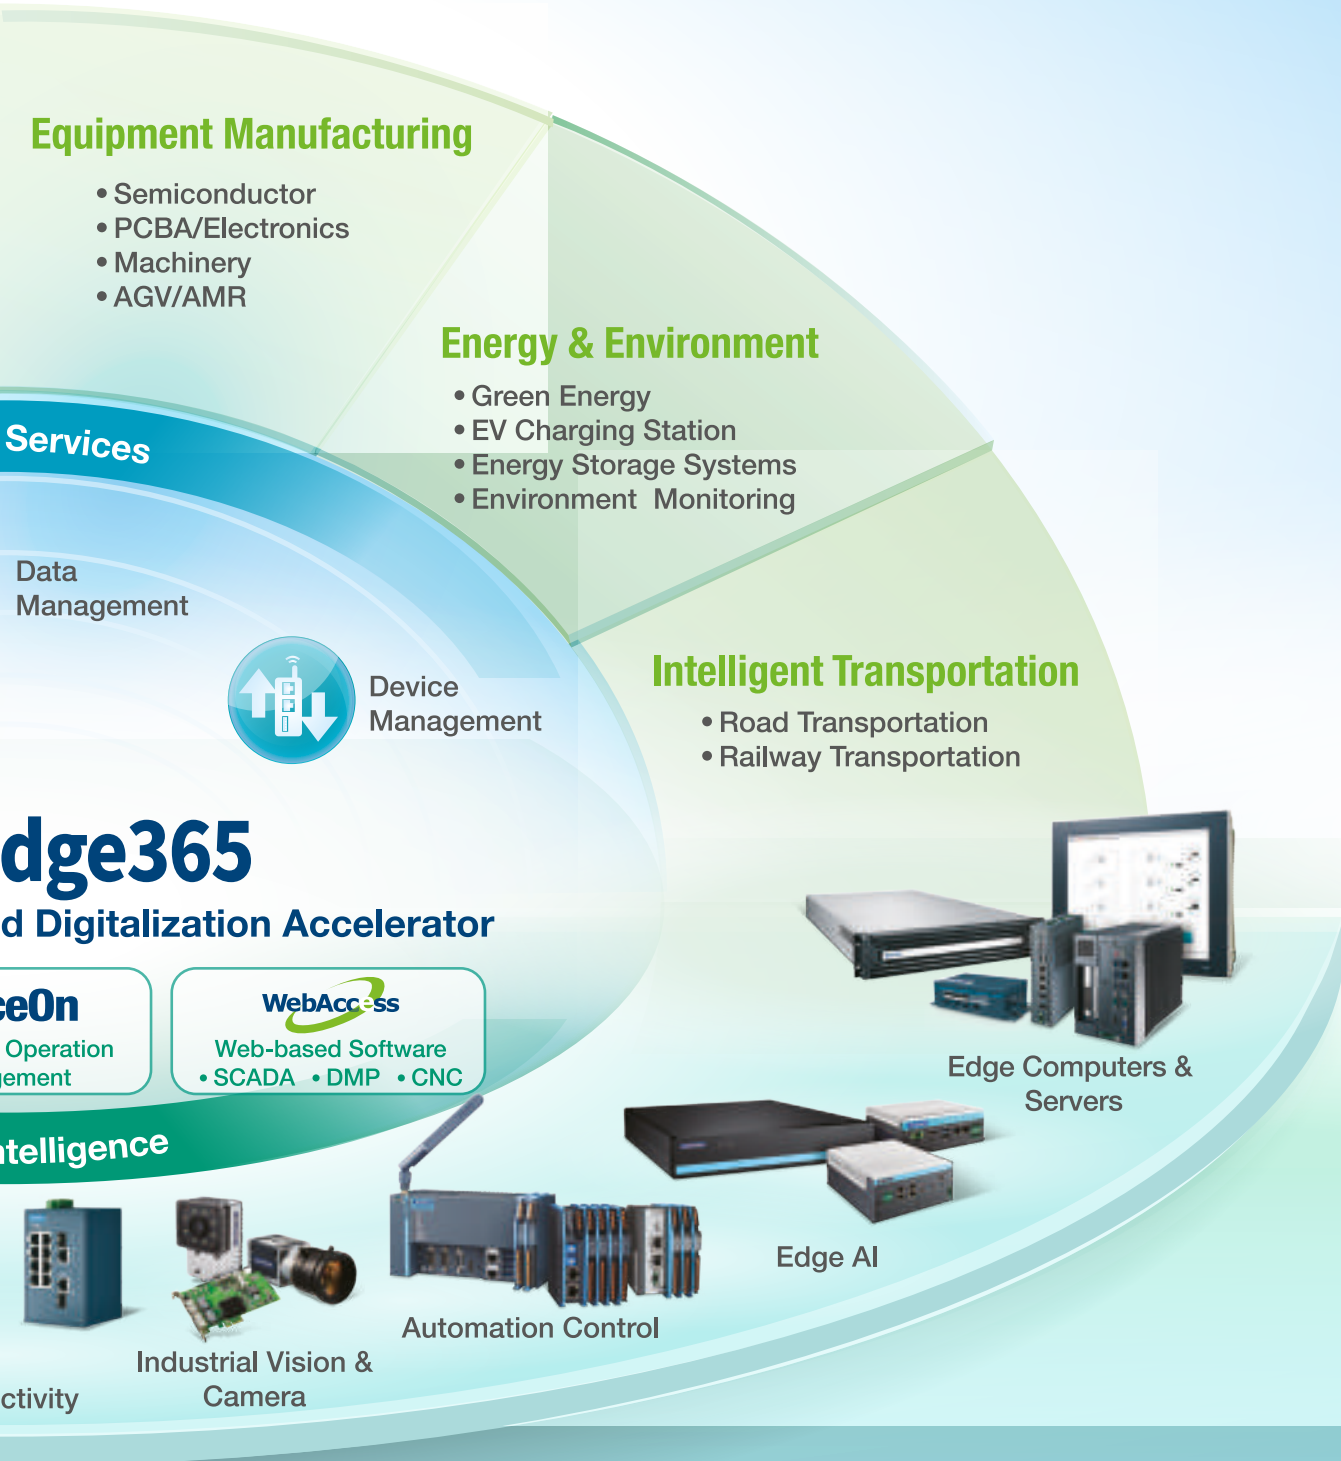 Equipment Manufacturing
• Semiconductor
• PCBA/Electronics
• Machinery
• AGV/AMR
Energy & Environment
• Green Energy
• EV Charging Station
• Energy Storage Systems
• Environment Monitoring
Services
Data
Management
Device
Management
Intelligent Transportation
• Road Transportation
• Railway Transportation
dge365
d Digitalization Accelerator
ceOn
Operation
gement
WebAccess
Web-based Software
• SCADA • DMP • CNC
ntelligence
Edge Computers &
Servers
Edge AI
Automation Control
Industrial Vision &
Camera
ctivity